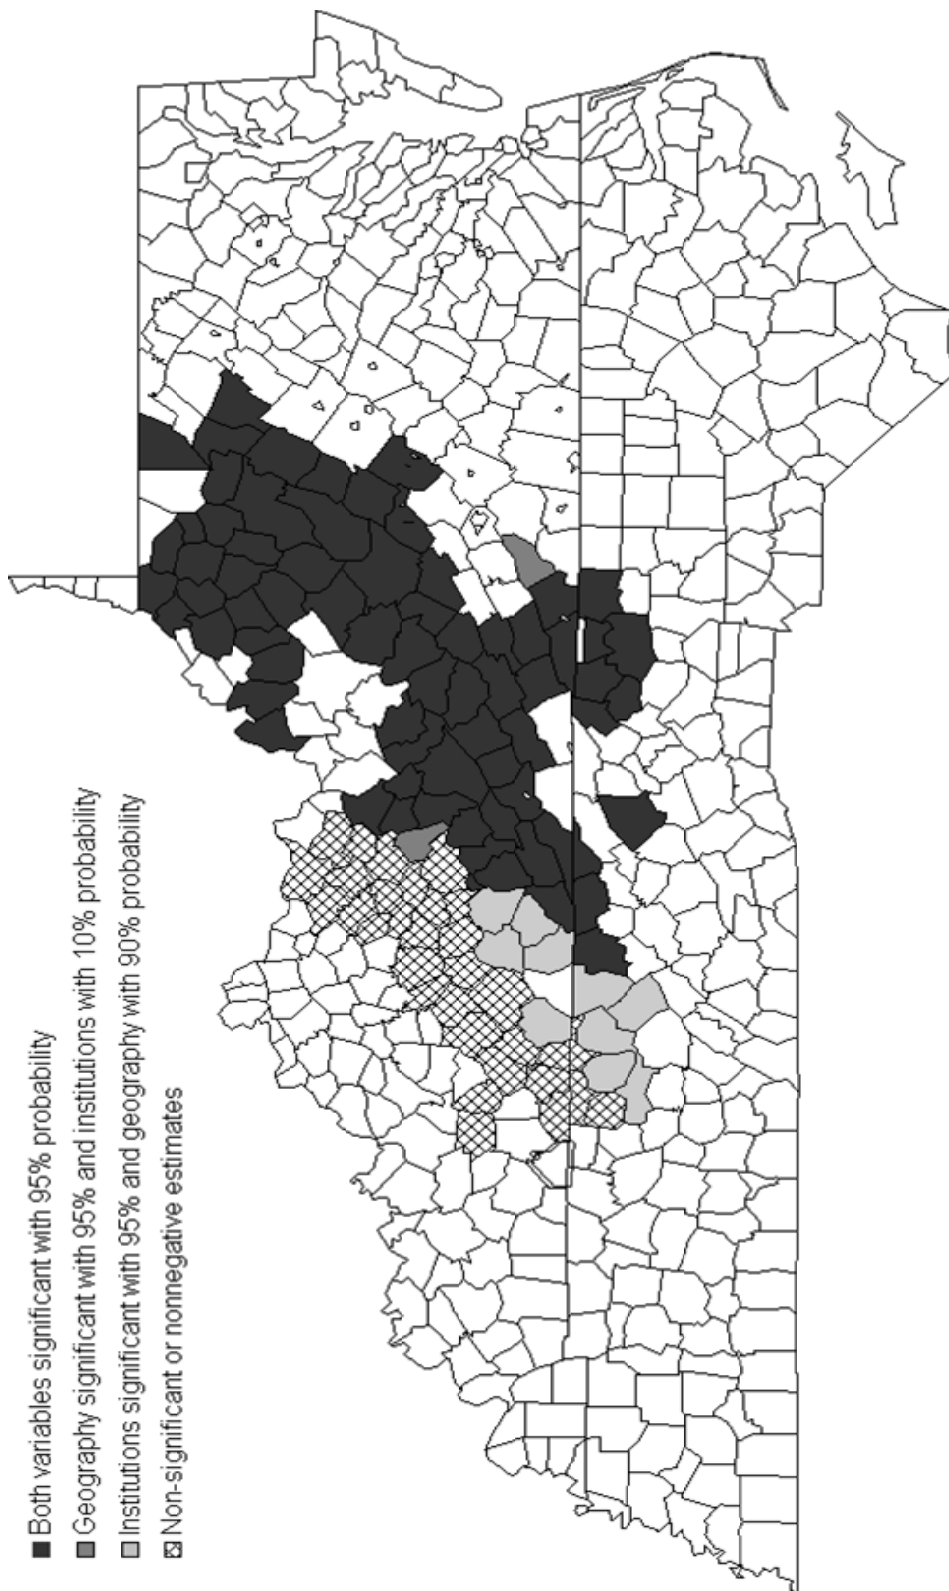 Both variables significant with 95% probability
Geography significant with 95% and institutions with 10% probability
Institutions significant with 95% and geography with 90% probability
Non-significant or nonnegative estimates